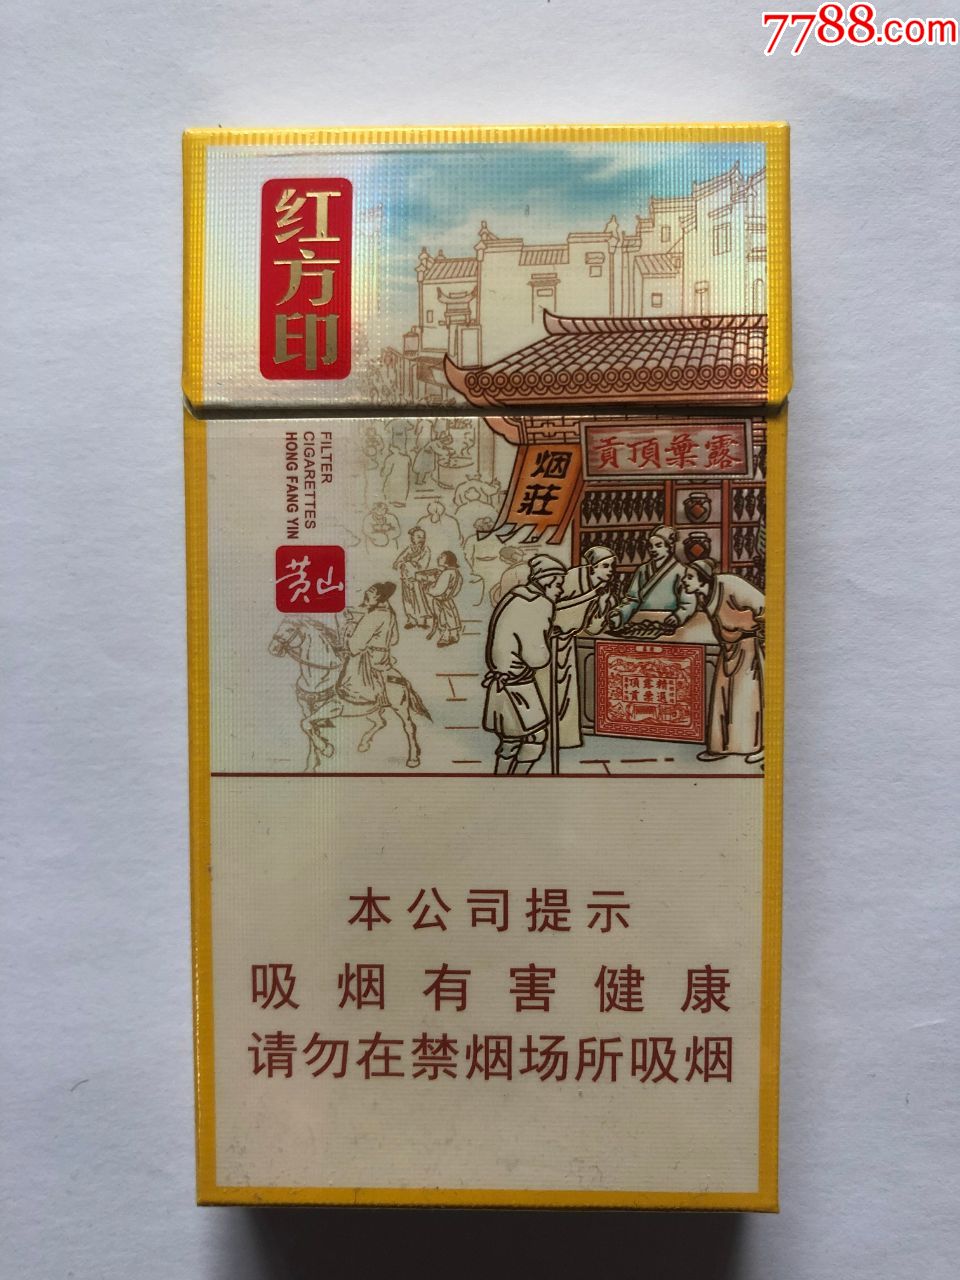 7788.com
红方印
FILTER
CIGARETTES
HONG FANG YIN
黄山
烟莊
貢頂葉露
本公司提示
吸烟有害健康
请勿在禁烟场所吸烟